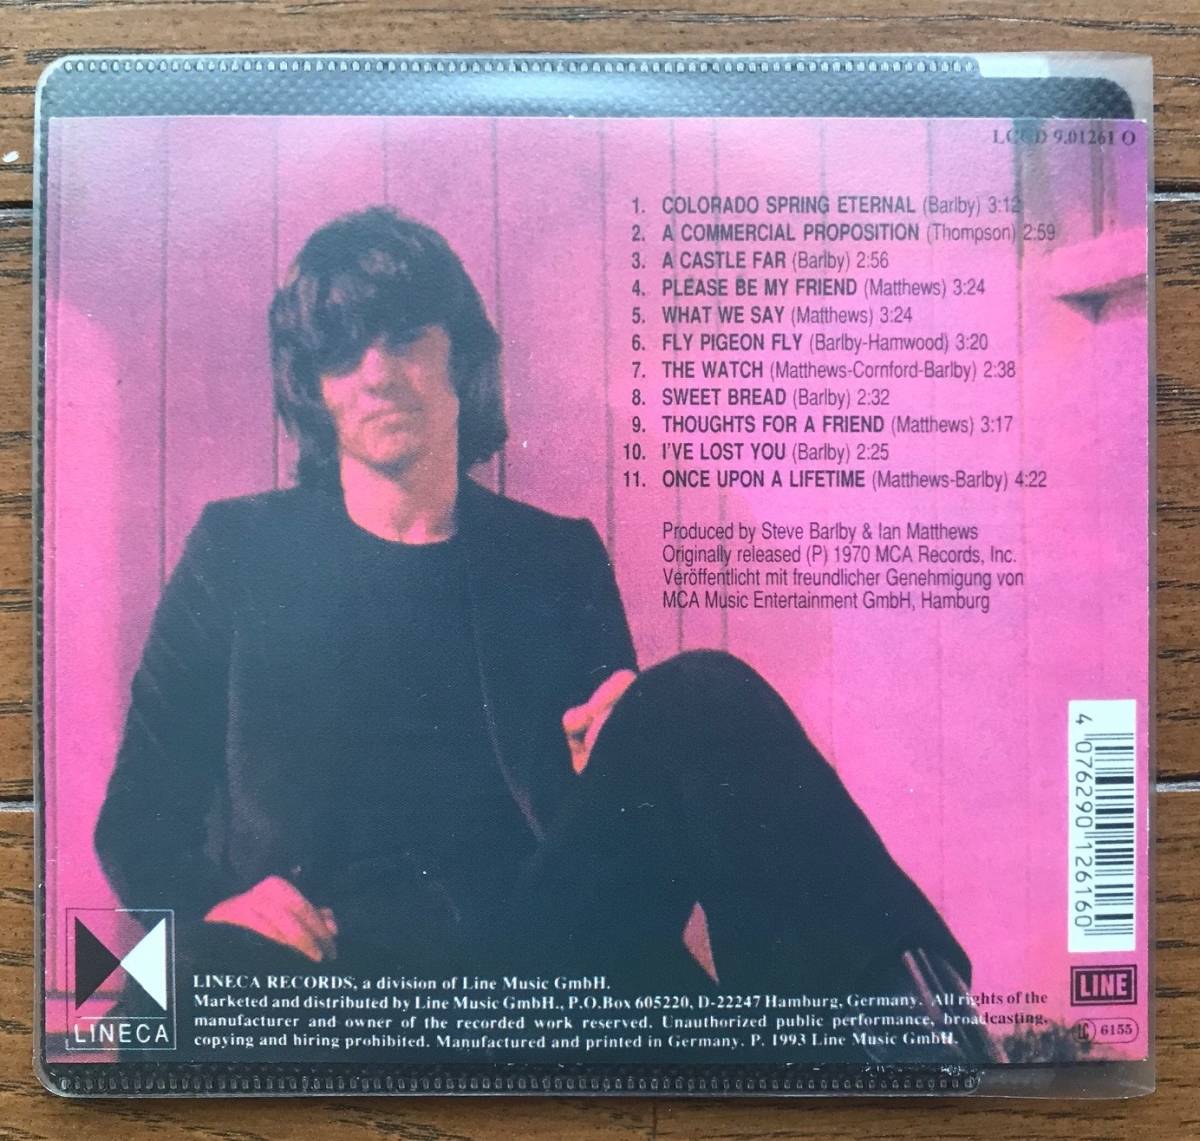 LCCD 9.01261 O
1. COLORADO SPRING ETERNAL (Barlby) 3:12
2. A COMMERCIAL PROPOSITION (Thompson) 2:59
3. A CASTLE FAR (Barlby) 2:56
4. PLEASE BE MY FRIEND (Matthews) 3:24
5. WHAT WE SAY (Matthews) 3:24
6. FLY PIGEON FLY (Barlby-Hamwood) 3:20
7. THE WATCH (Matthews-Cornford-Barlby) 2:38
8. SWEET BREAD (Barlby) 2:32
9. THOUGHTS FOR A FRIEND (Matthews) 3:17
10. I'VE LOST YOU (Barlby) 2:25
11. ONCE UPON A LIFETIME (Matthews-Barlby) 4:22
Produced by Steve Barlby & Ian Matthews
Originally released (P) 1970 MCA Records, Inc.
Veröffentlicht mit freundlicher Genehmigung von
MCA Music Entertainment GmbH, Hamburg
4 076290 126160
LINECA
LINECA RECORDS, a division of Line Music GmbH.
Marketed and distributed by Line Music GmbH., P.O.Box 605220, D-22247 Hamburg, Germany. All rights of the
manufacturer and owner of the recorded work reserved. Unauthorized public performance, broadcasting,
copying and hiring prohibited. Manufactured and printed in Germany. P. 1993 Line Music GmbH.
LINE
LC 6155